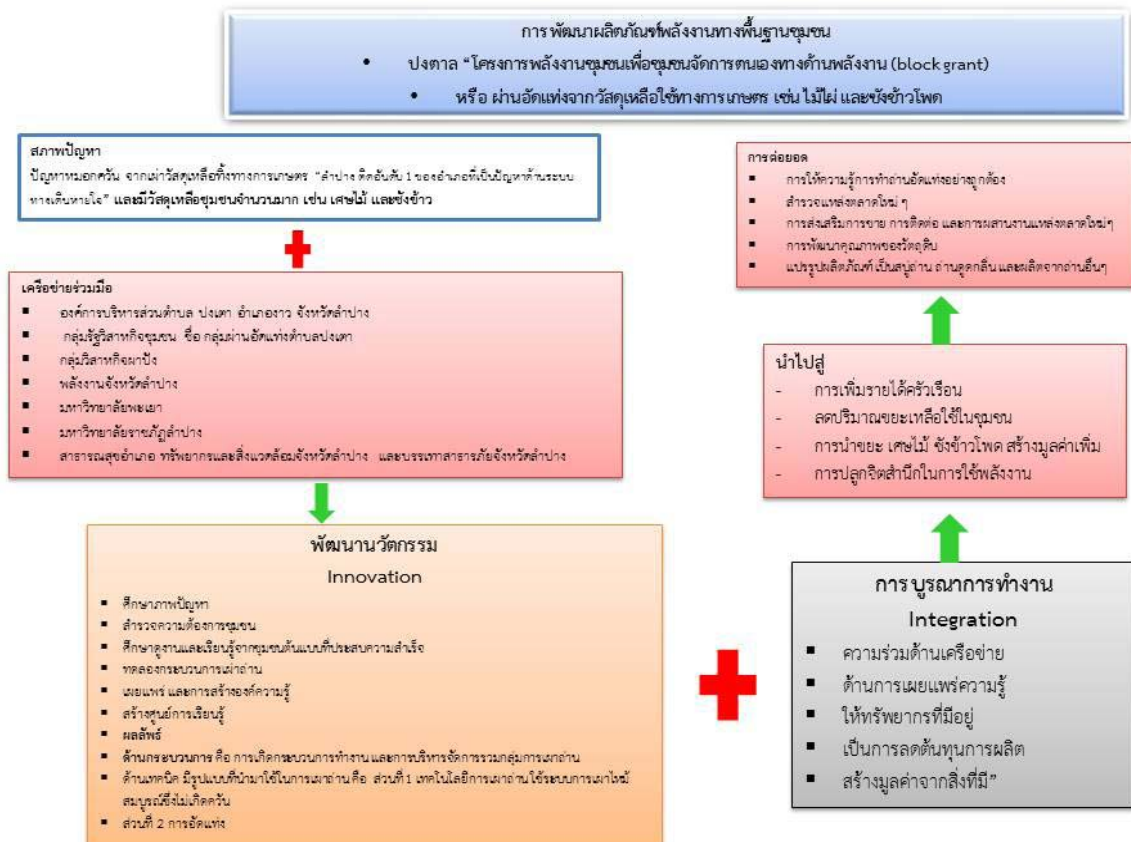 การพัฒนาผลิตภัณฑ์พลังงานทางพื้นฐานชุมชน
• ปงตาล “โครงการพลังงานชุมชนเพื่อชุมชนจัดการตนเองทางด้านพลังงาน (block grant)
• หรือ ผ่านอัดแท่งจากวัสดุเหลือใช้ทางการเกษตร เช่น ไม้ไผ่ และซังข้าวโพด
สภาพปัญหา
ปัญหาหมอกควัน จากเผาวัสดุเหลือทิ้งทางการเกษตร “ลำปาง ติดอันดับ 1 ของอำเภอที่เป็นปัญหาด้านระบบ
ทางเดินหายใจ” และมีวัสดุเหลือชุมชนจำนวนมาก เช่น เศษไม้ และซังข้าว
เครือข่ายร่วมมือ
▪ องค์การบริหารส่วนตำบล ปงเตา อำเภองาว จังหวัดลำปาง
▪ กลุ่มรัฐวิสาหกิจชุมชน ชื่อ กลุ่มผ่านอัดแท่งตำบลปงเตา
▪ กลุ่มวิสาหกิจผาปัง
▪ พลังงานจังหวัดลำปาง
▪ มหาวิทยาลัยพะเยา
▪ มหาวิทยาลัยราชภัฏลำปาง
▪ สาธารณสุขอำเภอ ทรัพยากรและสิ่งแวดล้อมจังหวัดลำปาง และบรรเทาสาธารภัยจังหวัดลำปาง
พัฒนานวัตกรรม
Innovation
▪ ศึกษาภาพปัญหา
▪ สำรวจความต้องการชุมชน
▪ ศึกษาดูงานและเรียนรู้จากชุมชนต้นแบบที่ประสบความสำเร็จ
▪ ทดลองกระบวนการเผาถ่าน
▪ เผยแพร่ และการสร้างองค์ความรู้
▪ สร้างศูนย์การเรียนรู้
▪ ผลลัพธ์
▪ ด้านกระบวนการ คือ การเกิดกระบวนการทำงาน และการบริหารจัดการรวมกลุ่มการเผาถ่าน
▪ ด้านเทคนิค มีรูปแบบที่นำมาใช้ในการเผาถ่าน คือ ส่วนที่ 1 เทคโนโลยีการเผาถ่าน ใช้ระบบการเผาไหม้
สมบูรณ์ซึ่งไม่เกิดควัน
▪ ส่วนที่ 2 การอัดแท่ง
การบูรณาการทำงาน
Integration
▪ ความร่วมด้านเครือข่าย
▪ ด้านการเผยแพร่ความรู้
▪ ให้ทรัพยากรที่มีอยู่
▪ เป็นการลดต้นทุนการผลิต
▪ สร้างมูลค่าจากสิ่งที่มี”
นำไปสู่
- การเพิ่มรายได้ครัวเรือน
- ลดปริมาณขยะเหลือใช้ในชุมชน
- การนำขยะ เศษไม้ ซังข้าวโพด สร้างมูลค่าเพิ่ม
- การปลูกจิตสำนึกในการใช้พลังงาน
การต่อยอด
▪ การให้ความรู้การทำถ่านอัดแท่งอย่างถูกต้อง
▪ สำรวจแหล่งตลาดใหม่ ๆ
▪ การส่งเสริมการขาย การติดต่อ และการผสานงานแหล่งตลาดใหม่ๆ
▪ การพัฒนาคุณภาพของวัตถุดิบ
▪ แปรรูปผลิตภัณฑ์ เป็นสบู่ถ่าน ถ่านดูดกลิ่น และผลิตจากถ่านอื่นๆ